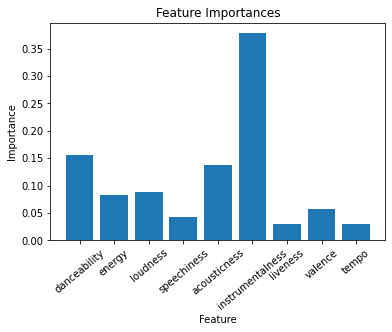 Feature Importances
Importance
0.35
0.30
0.25
0.20
0.15
0.10
0.05
0.00
danceability
energy
loudness
speechiness
acousticness
instrumentalness
liveness
valence
tempo
Feature